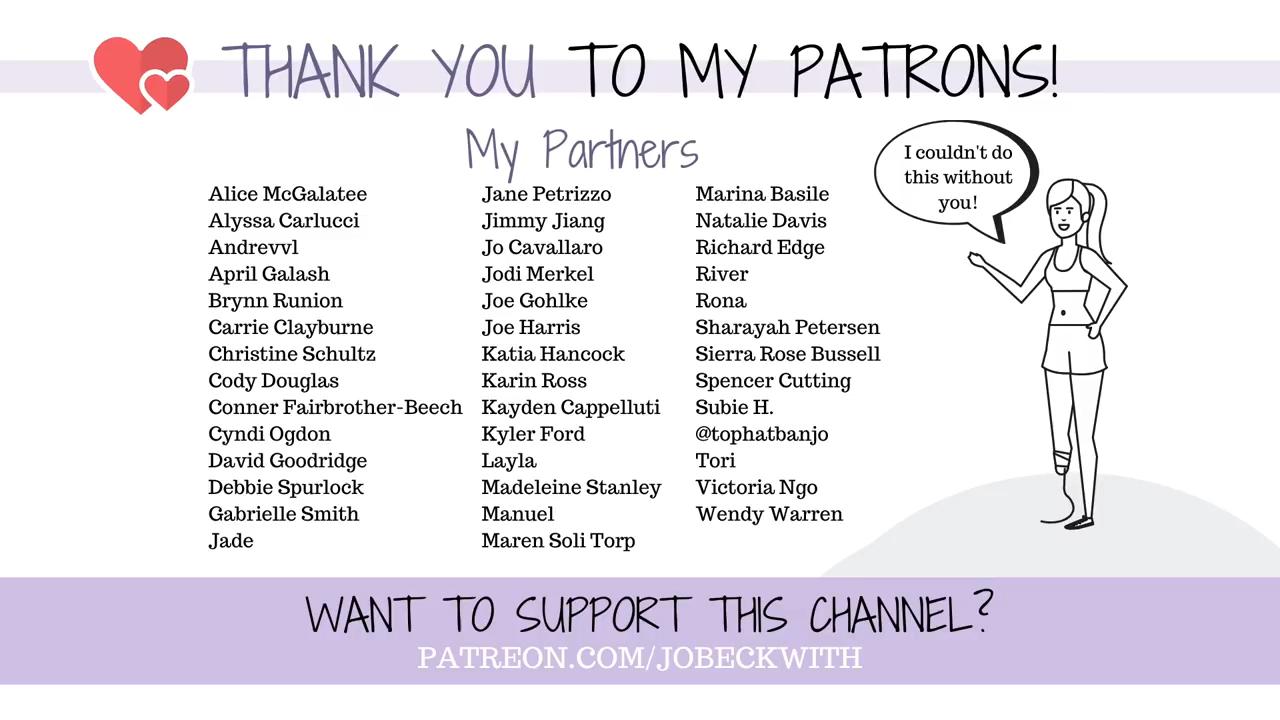 THANK YOU TO MY PATRONS!
My Partners
Alice McGalatee
Alyssa Carlucci
Andrevvl
April Galash
Brynn Runion
Carrie Clayburne
Christine Schultz
Cody Douglas
Conner Fairbrother-Beech
Cyndi Ogdon
David Goodridge
Debbie Spurlock
Gabrielle Smith
Jade
Jane Petrizzo
Jimmy Jiang
Jo Cavallaro
Jodi Merkel
Joe Gohlke
Joe Harris
Katia Hancock
Karin Ross
Kayden Cappelluti
Kyler Ford
Layla
Madeleine Stanley
Manuel
Maren Soli Torp
Marina Basile
Natalie Davis
Richard Edge
River
Rona
Sharayah Petersen
Sierra Rose Bussell
Spencer Cutting
Subie H.
@tophatbanjo
Tori
Victoria Ngo
Wendy Warren
I couldn't do
this without
you!
WANT TO SUPPORT THIS CHANNEL?
PATREON.COM/JOBECKWITH